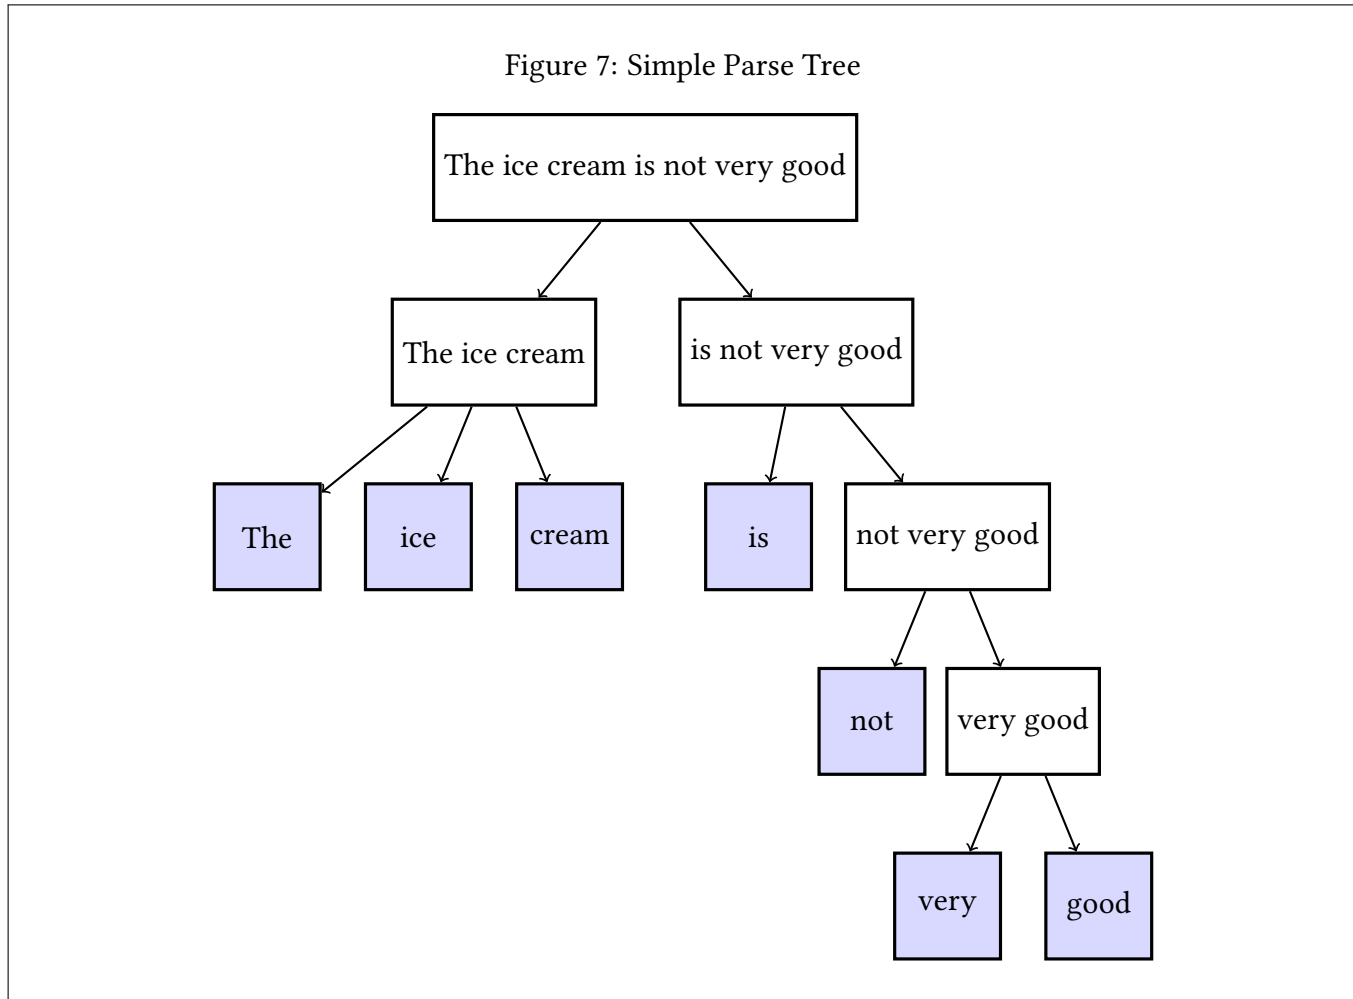 Figure 7: Simple Parse Tree
The ice cream is not very good
The ice cream
is not very good
The
ice
cream
is
not very good
not
very good
very
good